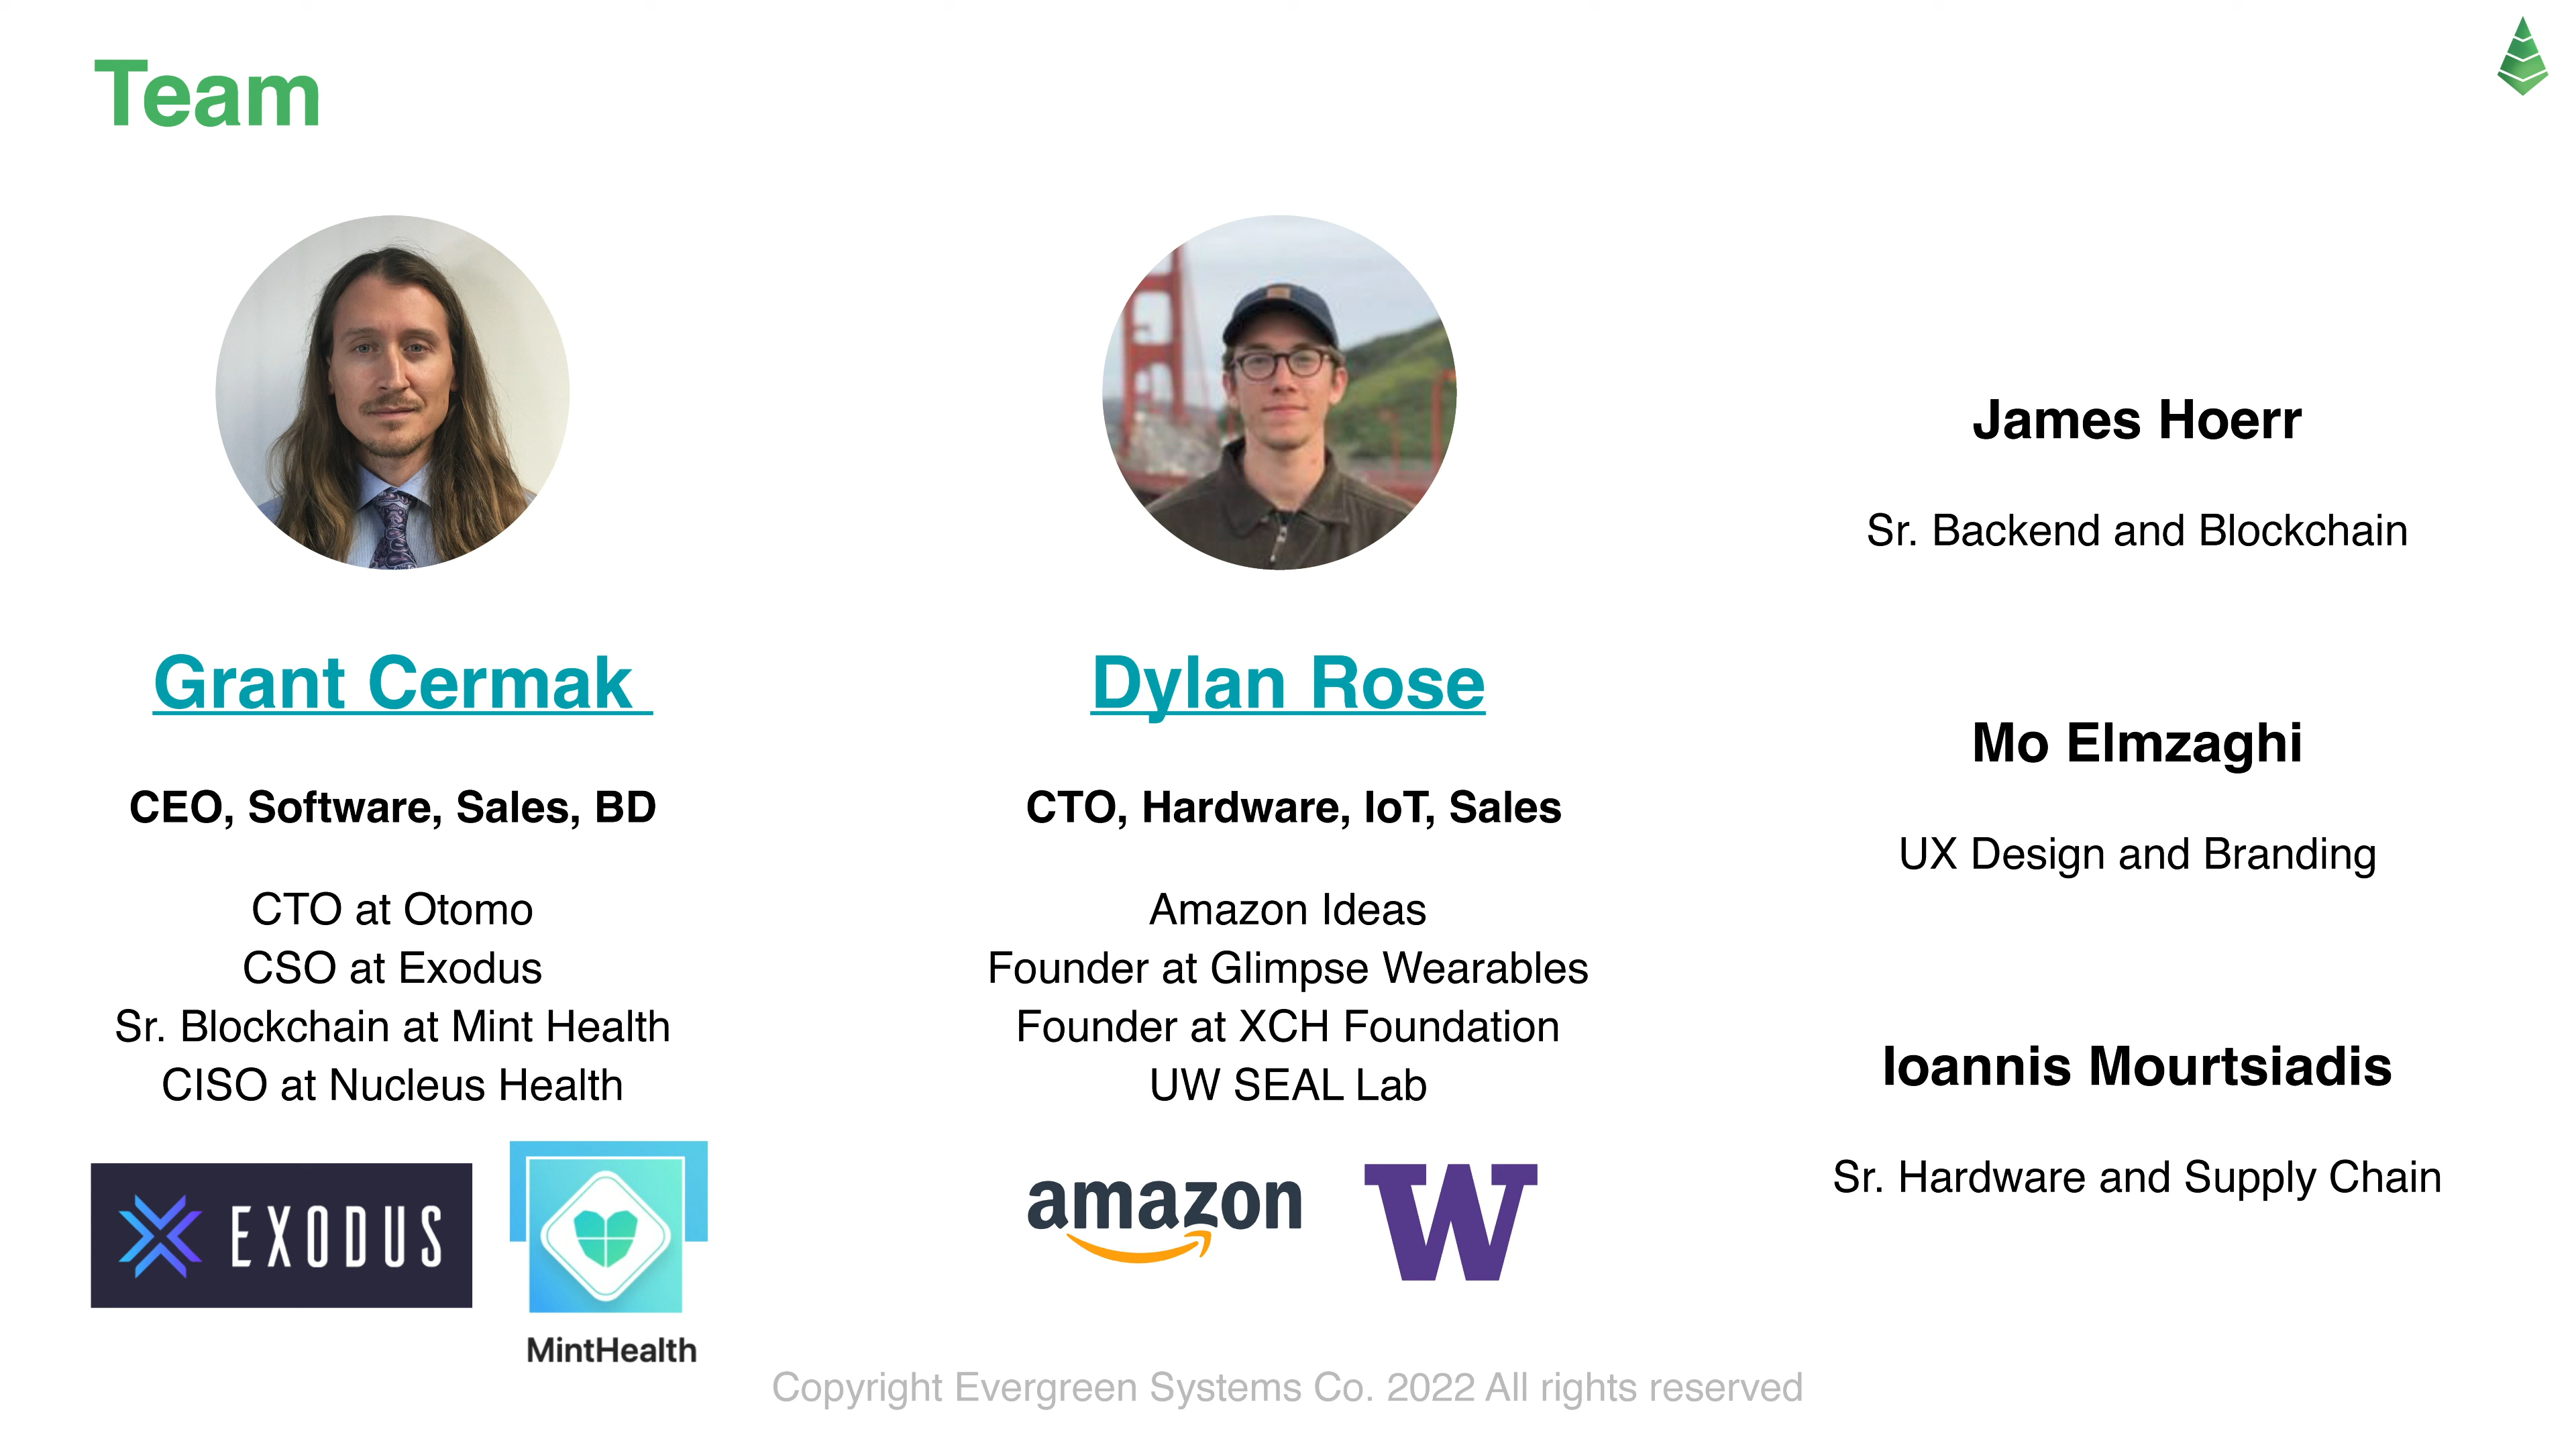 Team
Grant Cermak
CEO, Software, Sales, BD
CTO at Otomo
CSO at Exodus
Sr. Blockchain at Mint Health
CISO at Nucleus Health
EXODUS
MintHealth
Dylan Rose
CTO, Hardware, IoT, Sales
Amazon Ideas
Founder at Glimpse Wearables
Founder at XCH Foundation
UW SEAL Lab
amazon
W
James Hoerr
Sr. Backend and Blockchain
Mo Elmzaghi
UX Design and Branding
Ioannis Mourtsiadis
Sr. Hardware and Supply Chain
Copyright Evergreen Systems Co. 2022 All rights reserved